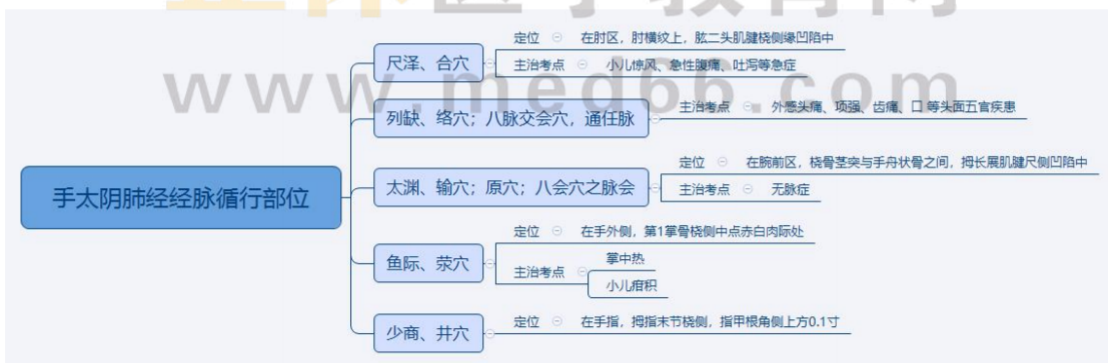 医学教育网
www.med66.com
手太阴肺经经脉循行部位
尺泽、合穴
定位 在肘区，肘横纹上，肱二头肌腱桡侧缘凹陷中
主治考点 小儿惊风、急性腹痛、吐泻等急症
列缺、络穴；八脉交会穴，通任脉
主治考点 外感头痛、项强、齿痛、口 等头面五官疾患
太渊、输穴；原穴；八会穴之脉会
定位 在腕前区，桡骨茎突与手舟状骨之间，拇长展肌腱尺侧凹陷中
主治考点 无脉症
鱼际、荥穴
定位 在手外侧，第1掌骨桡侧中点赤白肉际处
主治考点
掌中热
小儿疳积
少商、井穴
定位 在手指，拇指末节桡侧，指甲根角侧上方0.1寸